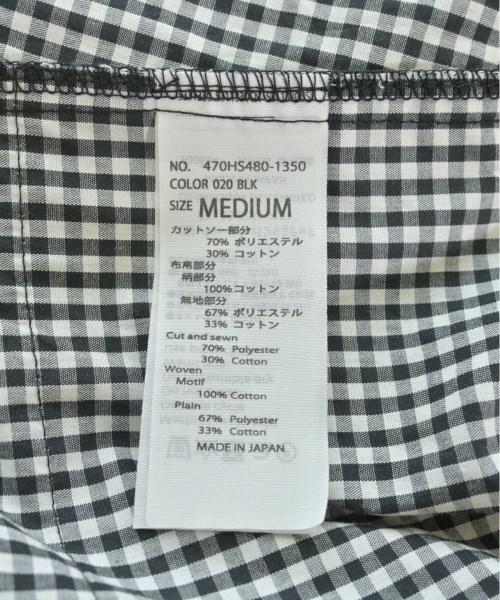 NO. 470HS480-1350
COLOR 020 BLK
SIZE MEDIUM
カットソー部分
70% ポリエステル
30% コットン
布帛部分
柄部分
100%コットン
無地部分
67% ポリエステル
33% コットン
Cut and sewn
70% Polyester
30% Cotton
Woven
Motif
100% Cotton
Plain
67% Polyester
33% Cotton
MADE IN JAPAN